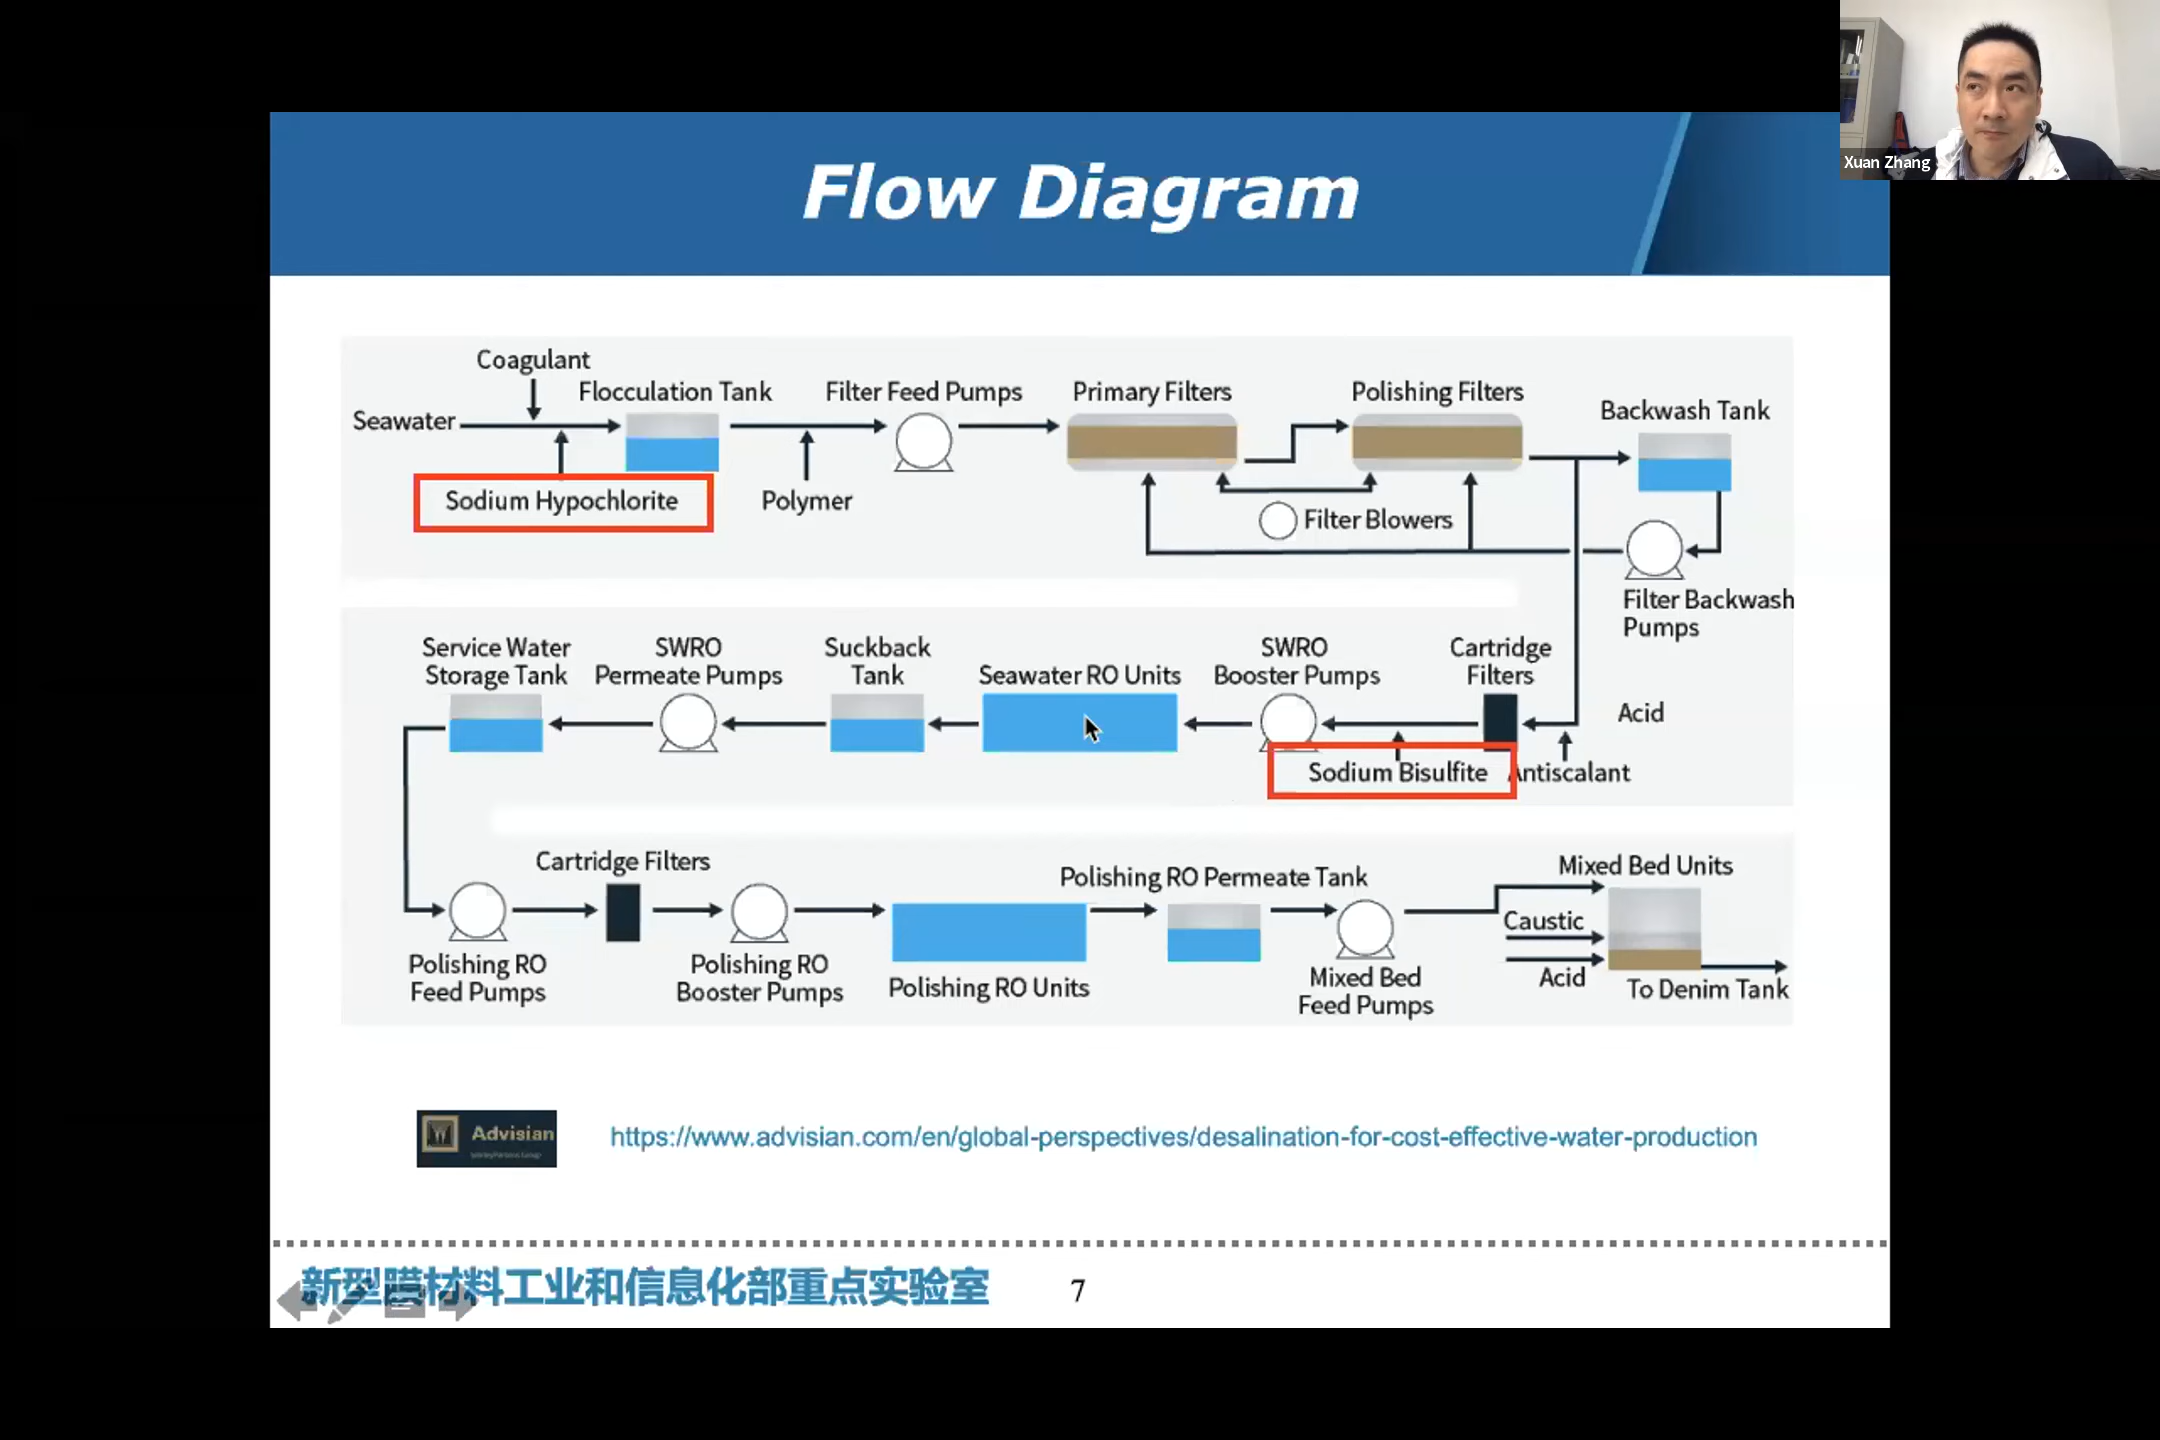 Xuan Zhang
Flow Diagram
Coagulant
Seawater
Flocculation Tank
Filter Feed Pumps
Primary Filters
Polishing Filters
Backwash Tank
Sodium Hypochlorite
Polymer
Filter Blowers
Filter Backwash
Pumps
Service Water
Storage Tank
SWRO
Permeate Pumps
Suckback
Tank
Seawater RO Units
SWRO
Booster Pumps
Cartridge
Filters
Acid
Sodium Bisulfite
Antiscalant
Cartridge Filters
Polishing RO Permeate Tank
Mixed Bed Units
Caustic
Acid
To Denim Tank
Polishing RO
Feed Pumps
Polishing RO
Booster Pumps
Polishing RO Units
Mixed Bed
Feed Pumps
Advisian
WorleyParsons Group
https://www.advisian.com/en/global-perspectives/desalination-for-cost-effective-water-production
新型膜材料工业和信息化部重点实验室
7